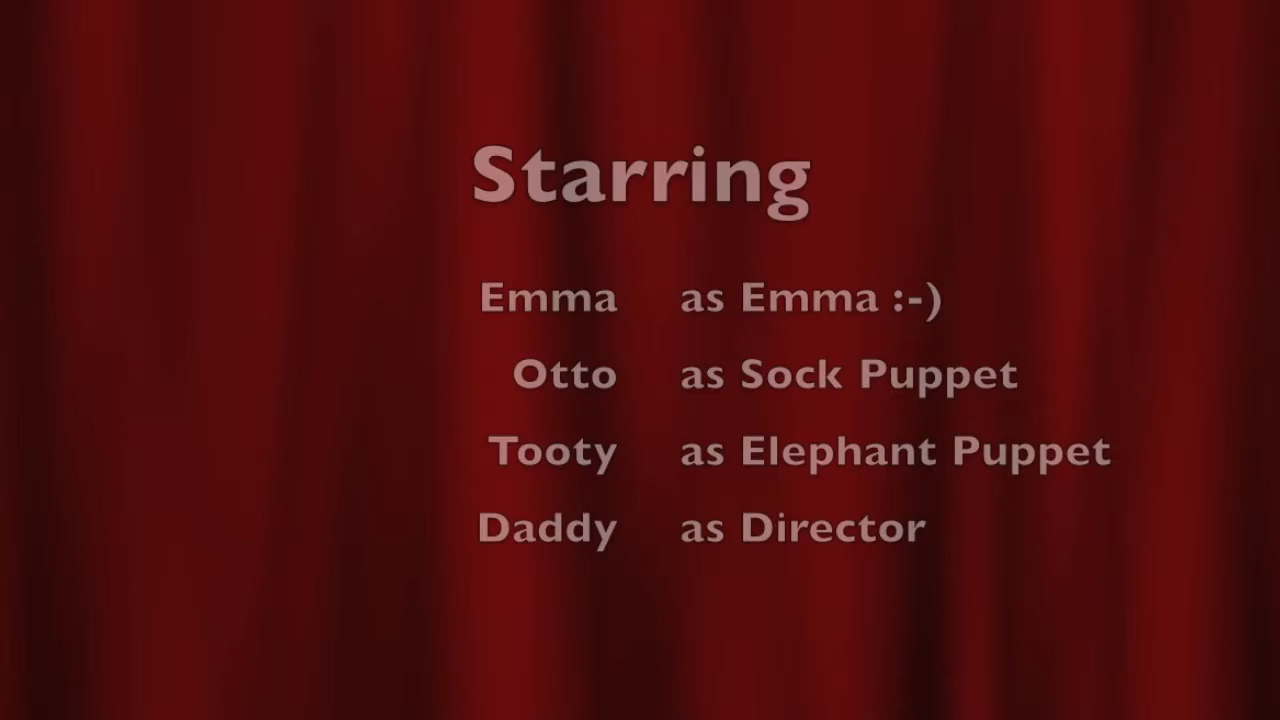 Starring
Emma as Emma :-)
Otto as Sock Puppet
Tooty as Elephant Puppet
Daddy as Director